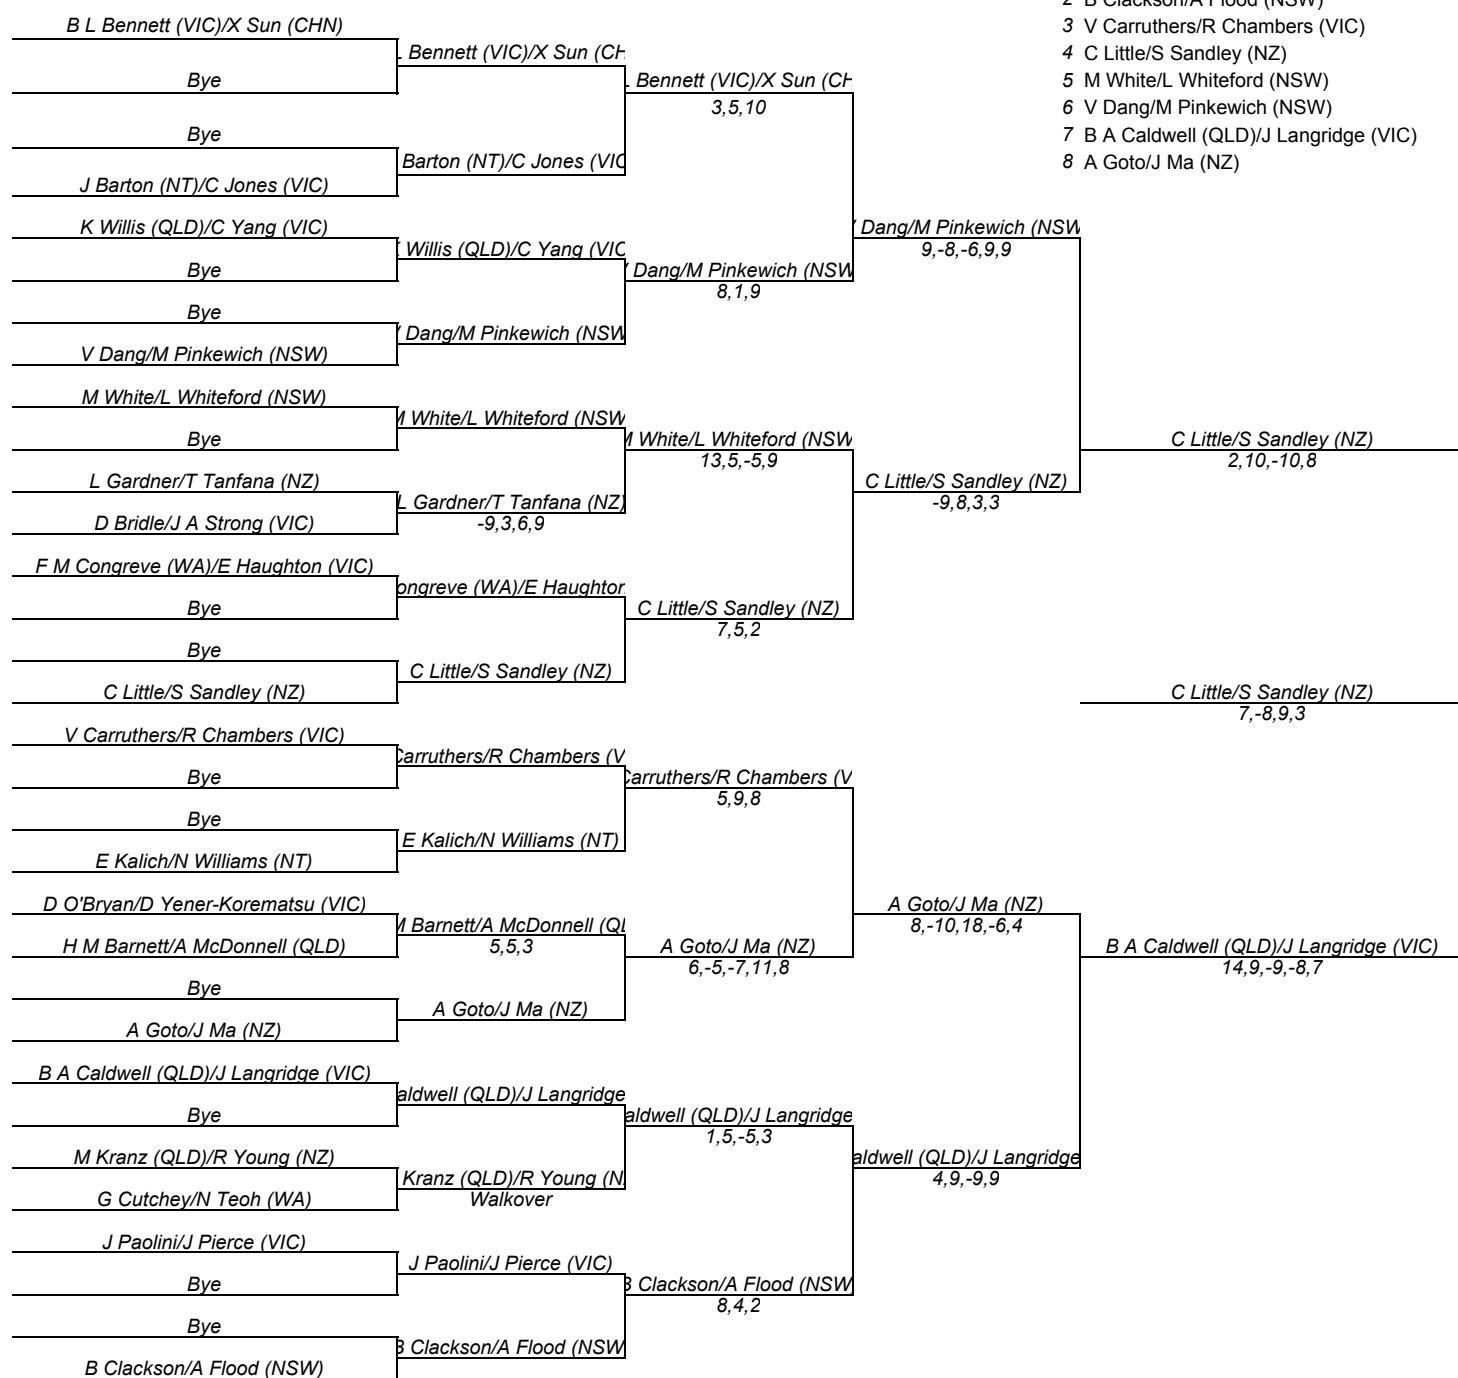 B L Bennett (VIC)/X Sun (CHN)
Bye
Bye
J Barton (NT)/C Jones (VIC)
K Willis (QLD)/C Yang (VIC)
Bye
Bye
V Dang/M Pinkewich (NSW)
M White/L Whiteford (NSW)
Bye
L Gardner/T Tanfana (NZ)
D Bridle/J A Strong (VIC)
F M Congreve (WA)/E Haughton (VIC)
Bye
Bye
C Little/S Sandley (NZ)
V Carruthers/R Chambers (VIC)
Bye
Bye
E Kalich/N Williams (NT)
D O'Bryan/D Yener-Korematsu (VIC)
H M Barnett/A McDonnell (QLD)
Bye
A Goto/J Ma (NZ)
B A Caldwell (QLD)/J Langridge (VIC)
Bye
M Kranz (QLD)/R Young (NZ)
G Cutchey/N Teoh (WA)
J Paolini/J Pierce (VIC)
Bye
Bye
B Clackson/A Flood (NSW)
Bennett (VIC)/X Sun (CH
Barton (NT)/C Jones (VIC
Willis (QLD)/C Yang (VIC
Dang/M Pinkewich (NSW
M White/L Whiteford (NSW
L Gardner/T Tanfana (NZ)
-9,3,6,9
ongreve (WA)/E Haughton
C Little/S Sandley (NZ)
Carruthers/R Chambers (V
E Kalich/N Williams (NT)
M Barnett/A McDonnell (QL
5,5,3
A Goto/J Ma (NZ)
aldwell (QLD)/J Langridge
Kranz (QLD)/R Young (N
Walkover
J Paolini/J Pierce (VIC)
B Clackson/A Flood (NSW
Bennett (VIC)/X Sun (CH
3,5,10
Dang/M Pinkewich (NSW
8,1,9
M White/L Whiteford (NSW
13,5,-5,9
C Little/S Sandley (NZ)
7,5,2
Carruthers/R Chambers (V
5,9,8
A Goto/J Ma (NZ)
6,-5,-7,11,8
aldwell (QLD)/J Langridge
1,5,-5,3
B Clackson/A Flood (NSW
8,4,2
Dang/M Pinkewich (NSW
9,-8,-6,9,9
C Little/S Sandley (NZ)
-9,8,3,3
A Goto/J Ma (NZ)
8,-10,18,-6,4
aldwell (QLD)/J Langridge
4,9,-9,9
2 B Clackson/A Flood (NSW)
3 V Carruthers/R Chambers (VIC)
4 C Little/S Sandley (NZ)
5 M White/L Whiteford (NSW)
6 V Dang/M Pinkewich (NSW)
7 B A Caldwell (QLD)/J Langridge (VIC)
8 A Goto/J Ma (NZ)
C Little/S Sandley (NZ)
2,10,-10,8
C Little/S Sandley (NZ)
7,-8,9,3
B A Caldwell (QLD)/J Langridge (VIC)
14,9,-9,-8,7